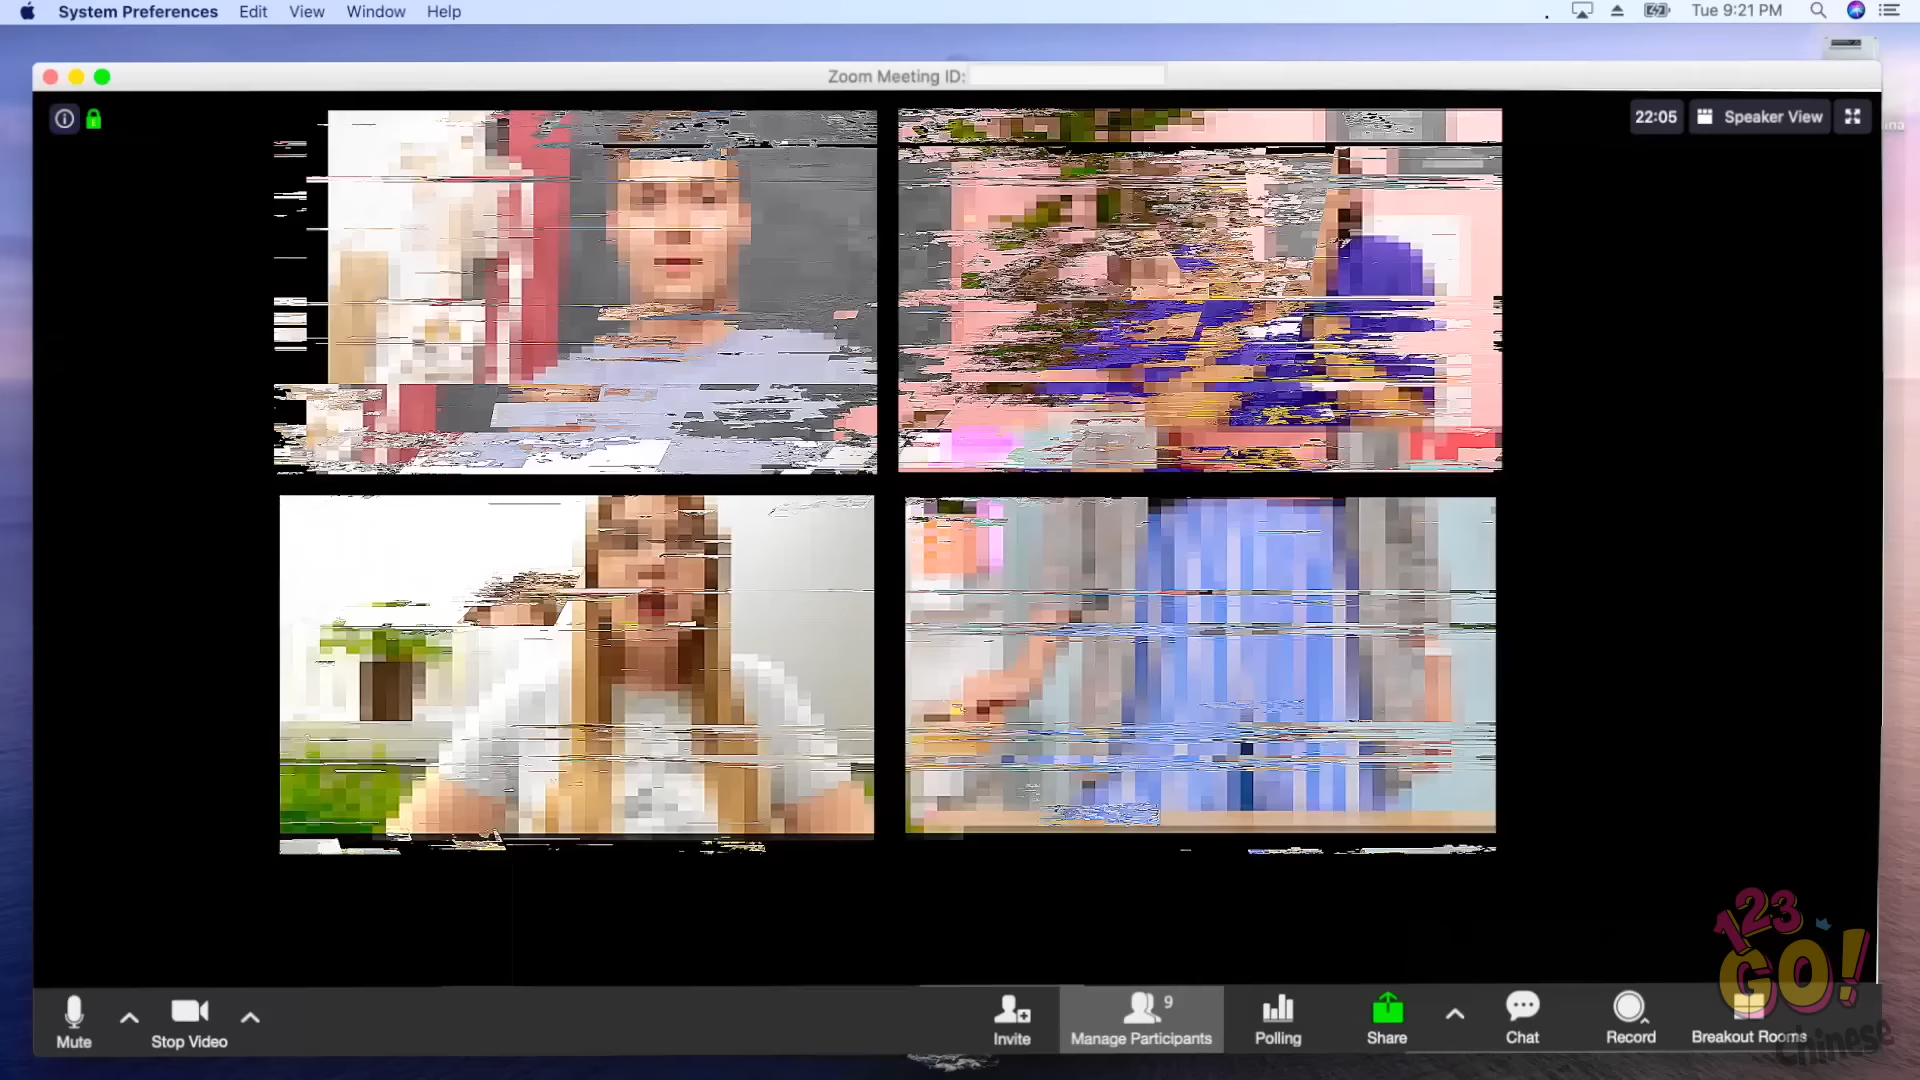 System Preferences Edit View Window Help
Tue 9:21 PM
Zoom Meeting ID:
22:05
Speaker View
Mute
Stop Video
Invite
9
Manage Participants
Polling
Share
Chat
Record
Breakout Rooms
123
GO!
Chinese